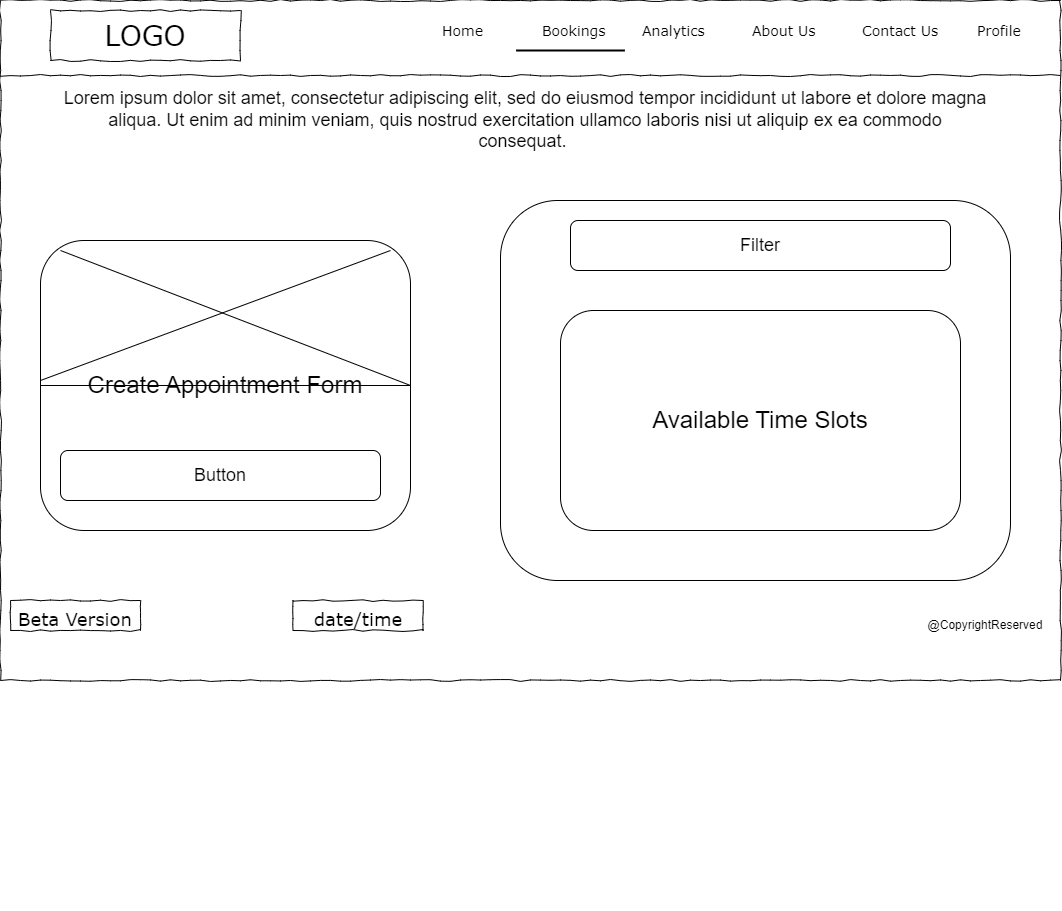 LOGO
Home
Bookings
Analytics
About Us
Contact Us
Profile
Lorem ipsum dolor sit amet, consectetur adipiscing elit, sed do eiusmod tempor incididunt ut labore et dolore magna
aliqua. Ut enim ad minim veniam, quis nostrud exercitation ullamco laboris nisi ut aliquip ex ea commodo
consequat.
Create Appointment Form
Button
Filter
Available Time Slots
Beta Version
date/time
@CopyrightReserved